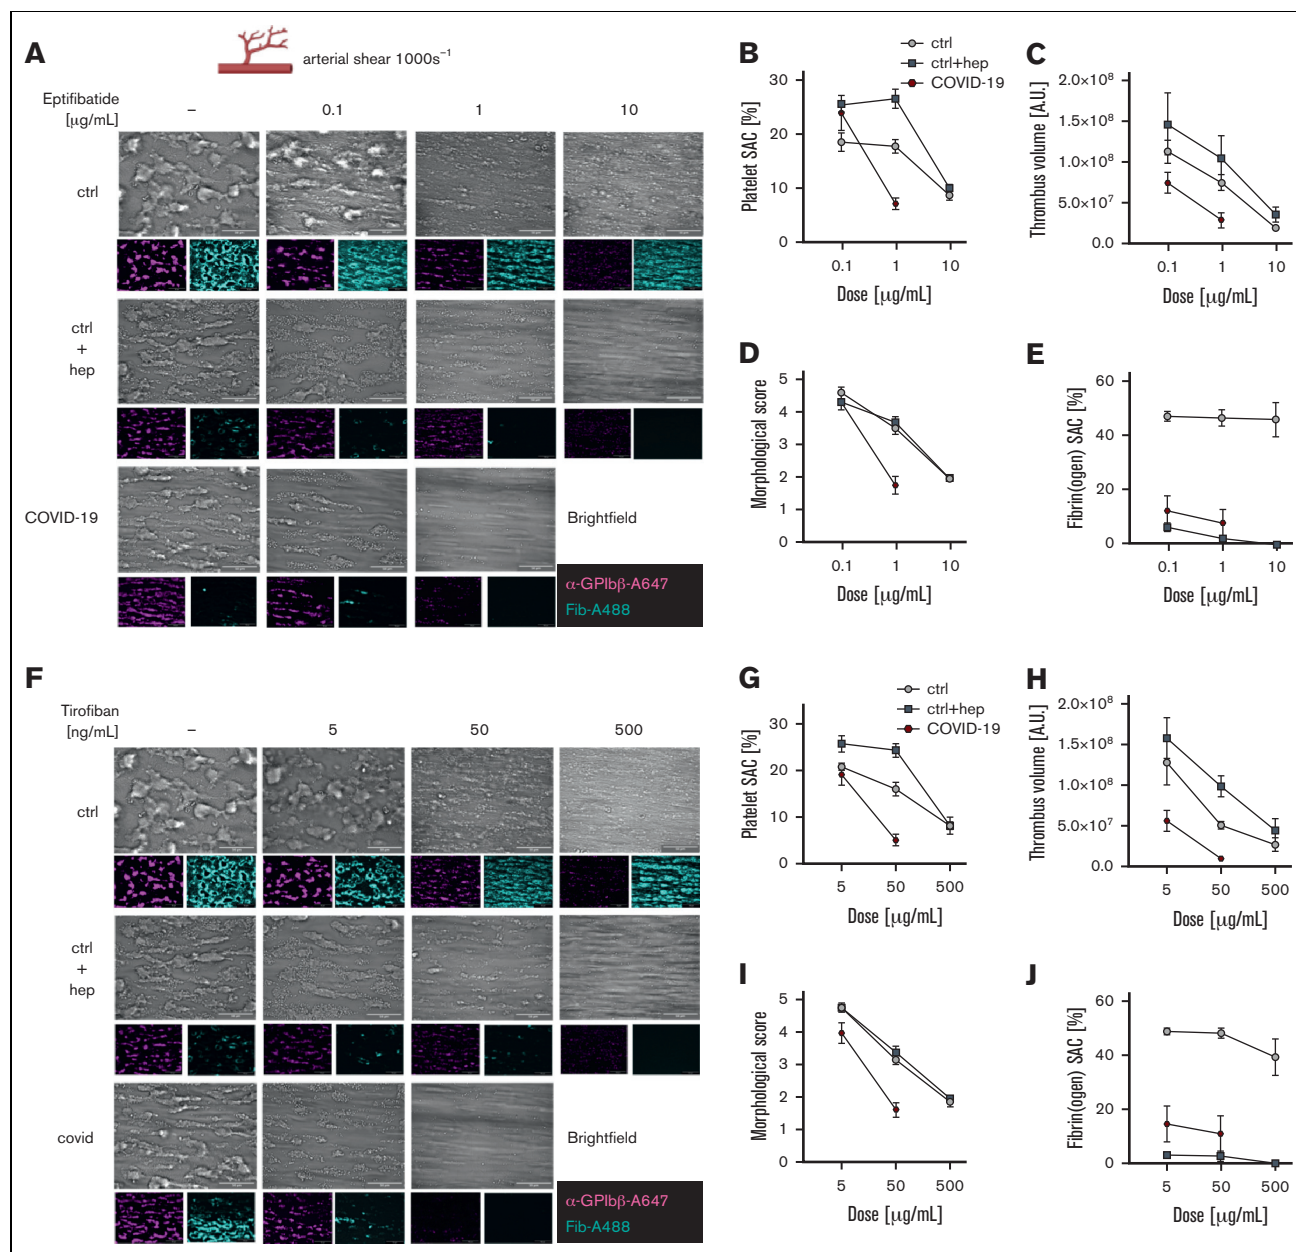 A
arterial shear 1000s⁻¹
Eptifibatide
[µg/mL]
–
0.1
1
10
ctrl
ctrl
+
hep
COVID-19
Brightfield
α-GPIbβ-A647
Fib-A488
B
ctrl
ctrl+hep
COVID-19
Platelet SAC [%]
30
20
10
0
0.1
1
10
Dose [µg/mL]
C
Thrombus volume [A.U.]
2.0×10⁸
1.5×10⁸
1.0×10⁸
5.0×10⁷
0.0
0.1
1
10
Dose [µg/mL]
D
Morphological score
5
4
3
2
1
0
0.1
1
10
Dose [µg/mL]
E
Fibrin(ogen) SAC [%]
60
40
20
0
0.1
1
10
Dose [µg/mL]
F
Tirofiban
[ng/mL]
–
5
50
500
ctrl
ctrl
+
hep
covid
Brightfield
α-GPIbβ-A647
Fib-A488
G
ctrl
ctrl+hep
COVID-19
Platelet SAC [%]
30
20
10
0
5
50
500
Dose [µg/mL]
H
Thrombus volume [A.U.]
2.0×10⁸
1.5×10⁸
1.0×10⁸
5.0×10⁷
0.0
5
50
500
Dose [µg/mL]
I
Morphological score
5
4
3
2
1
0
5
50
500
Dose [µg/mL]
J
Fibrin(ogen) SAC [%]
60
40
20
0
5
50
500
Dose [µg/mL]